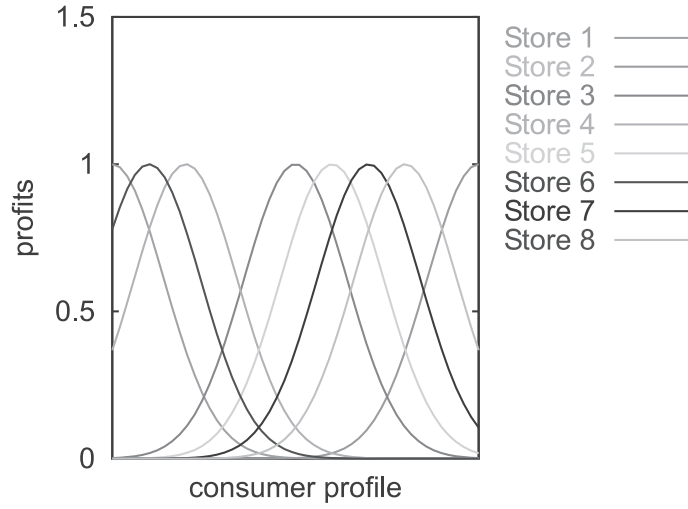 1.5
1
0.5
0
profits
consumer profile
Store 1
Store 2
Store 3
Store 4
Store 5
Store 6
Store 7
Store 8